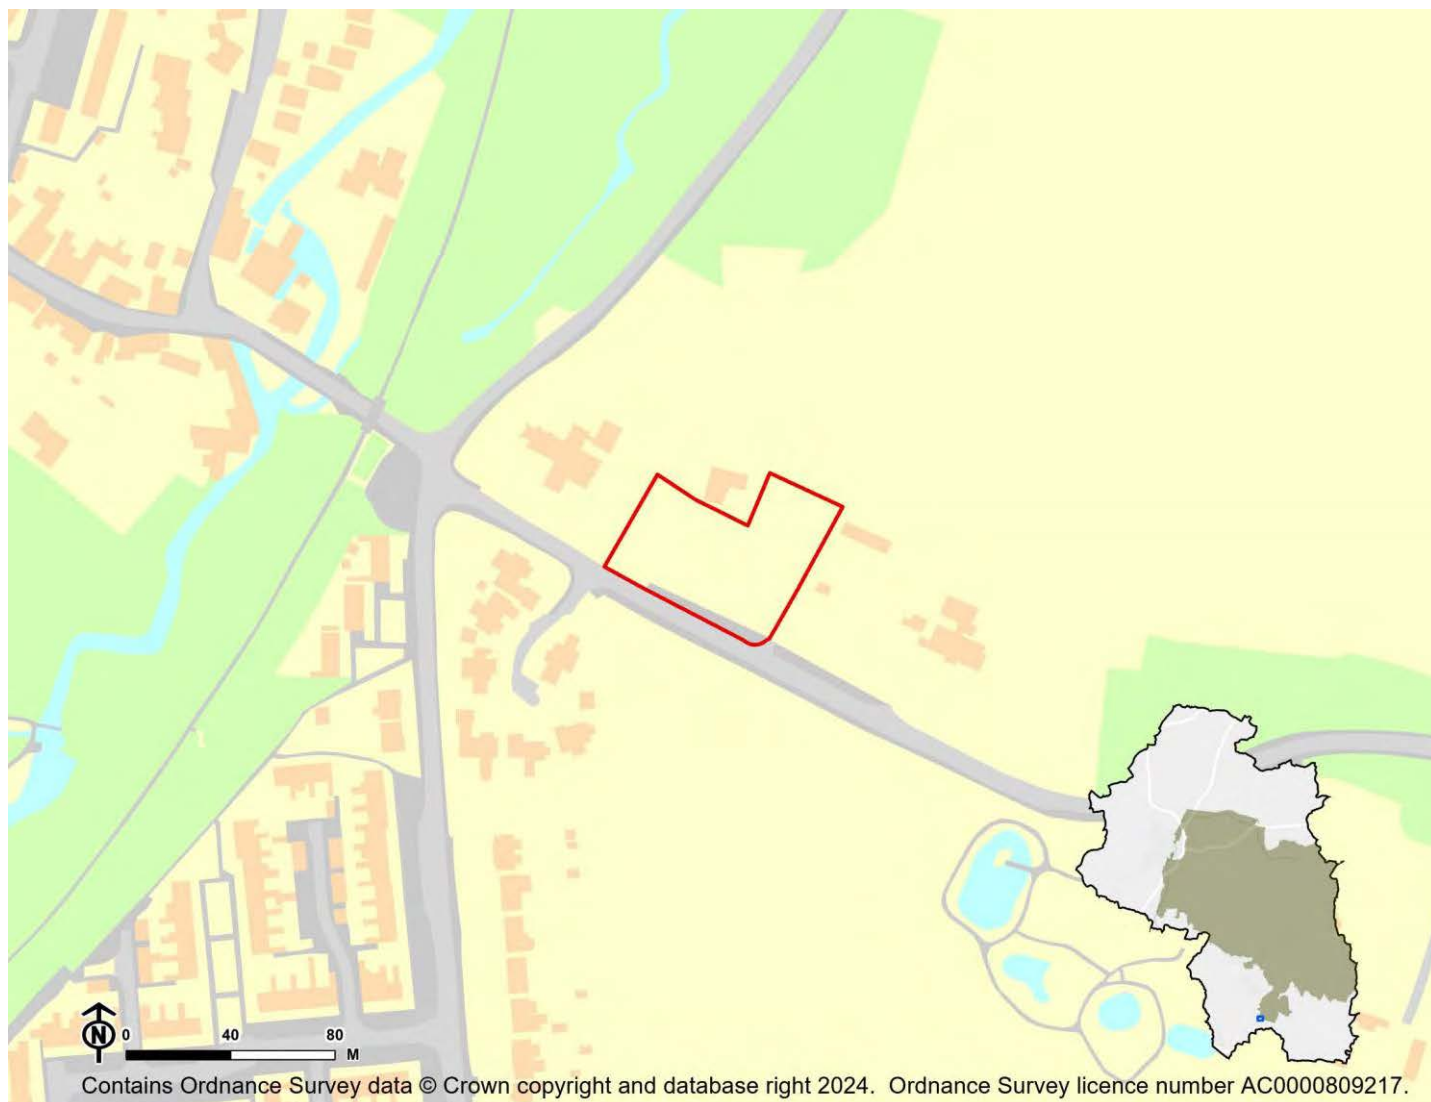 N 0 40 80
M
Contains Ordnance Survey data © Crown copyright and database right 2024. Ordnance Survey licence number AC0000809217.